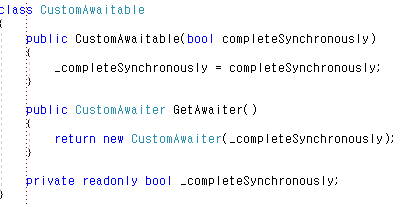 class CustomAwaitable
{
public CustomAwaitable(bool completeSynchronously)
{
_completeSynchronously = completeSynchronously;
}
public CustomAwaiter GetAwaiter()
{
return new CustomAwaiter(_completeSynchronously);
}
private readonly bool _completeSynchronously;
}